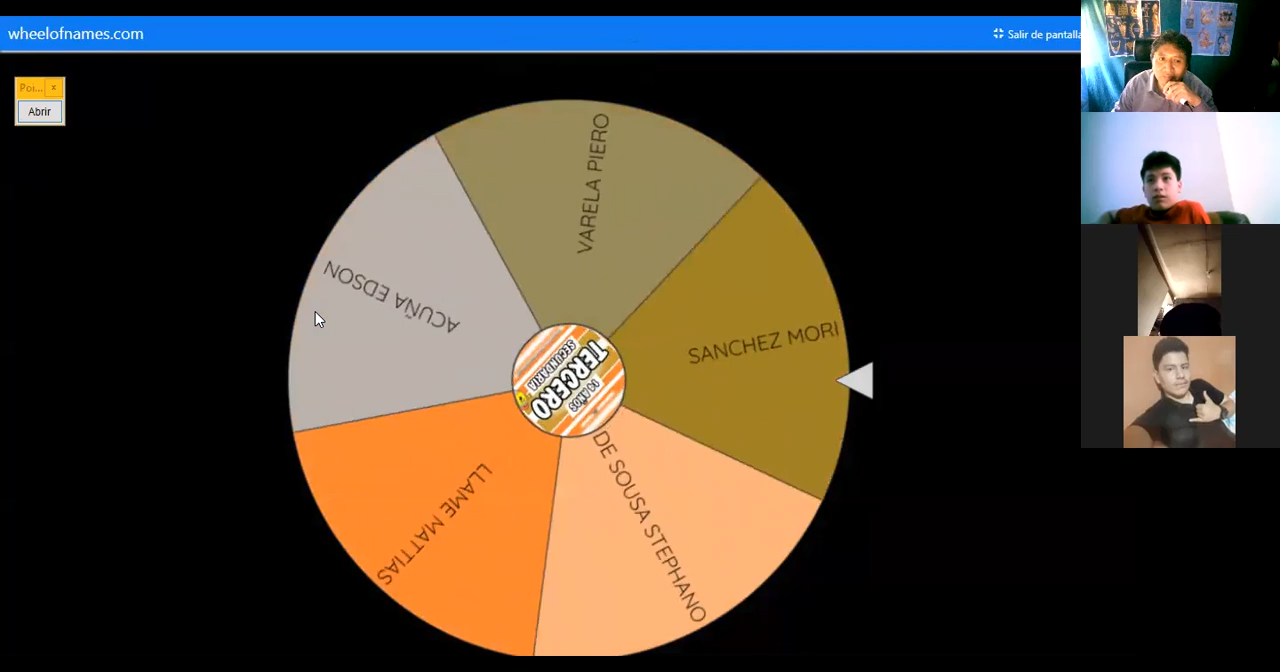 wheelofnames.com
Salir de pantalla
Poi...
x
Abrir
VARELA PIERO
SANCHEZ MORI
DE SOUSA STEPHANO
LLAME MATTIAS
ACUÑA EDSON
TERCERO
SECUNDARIA